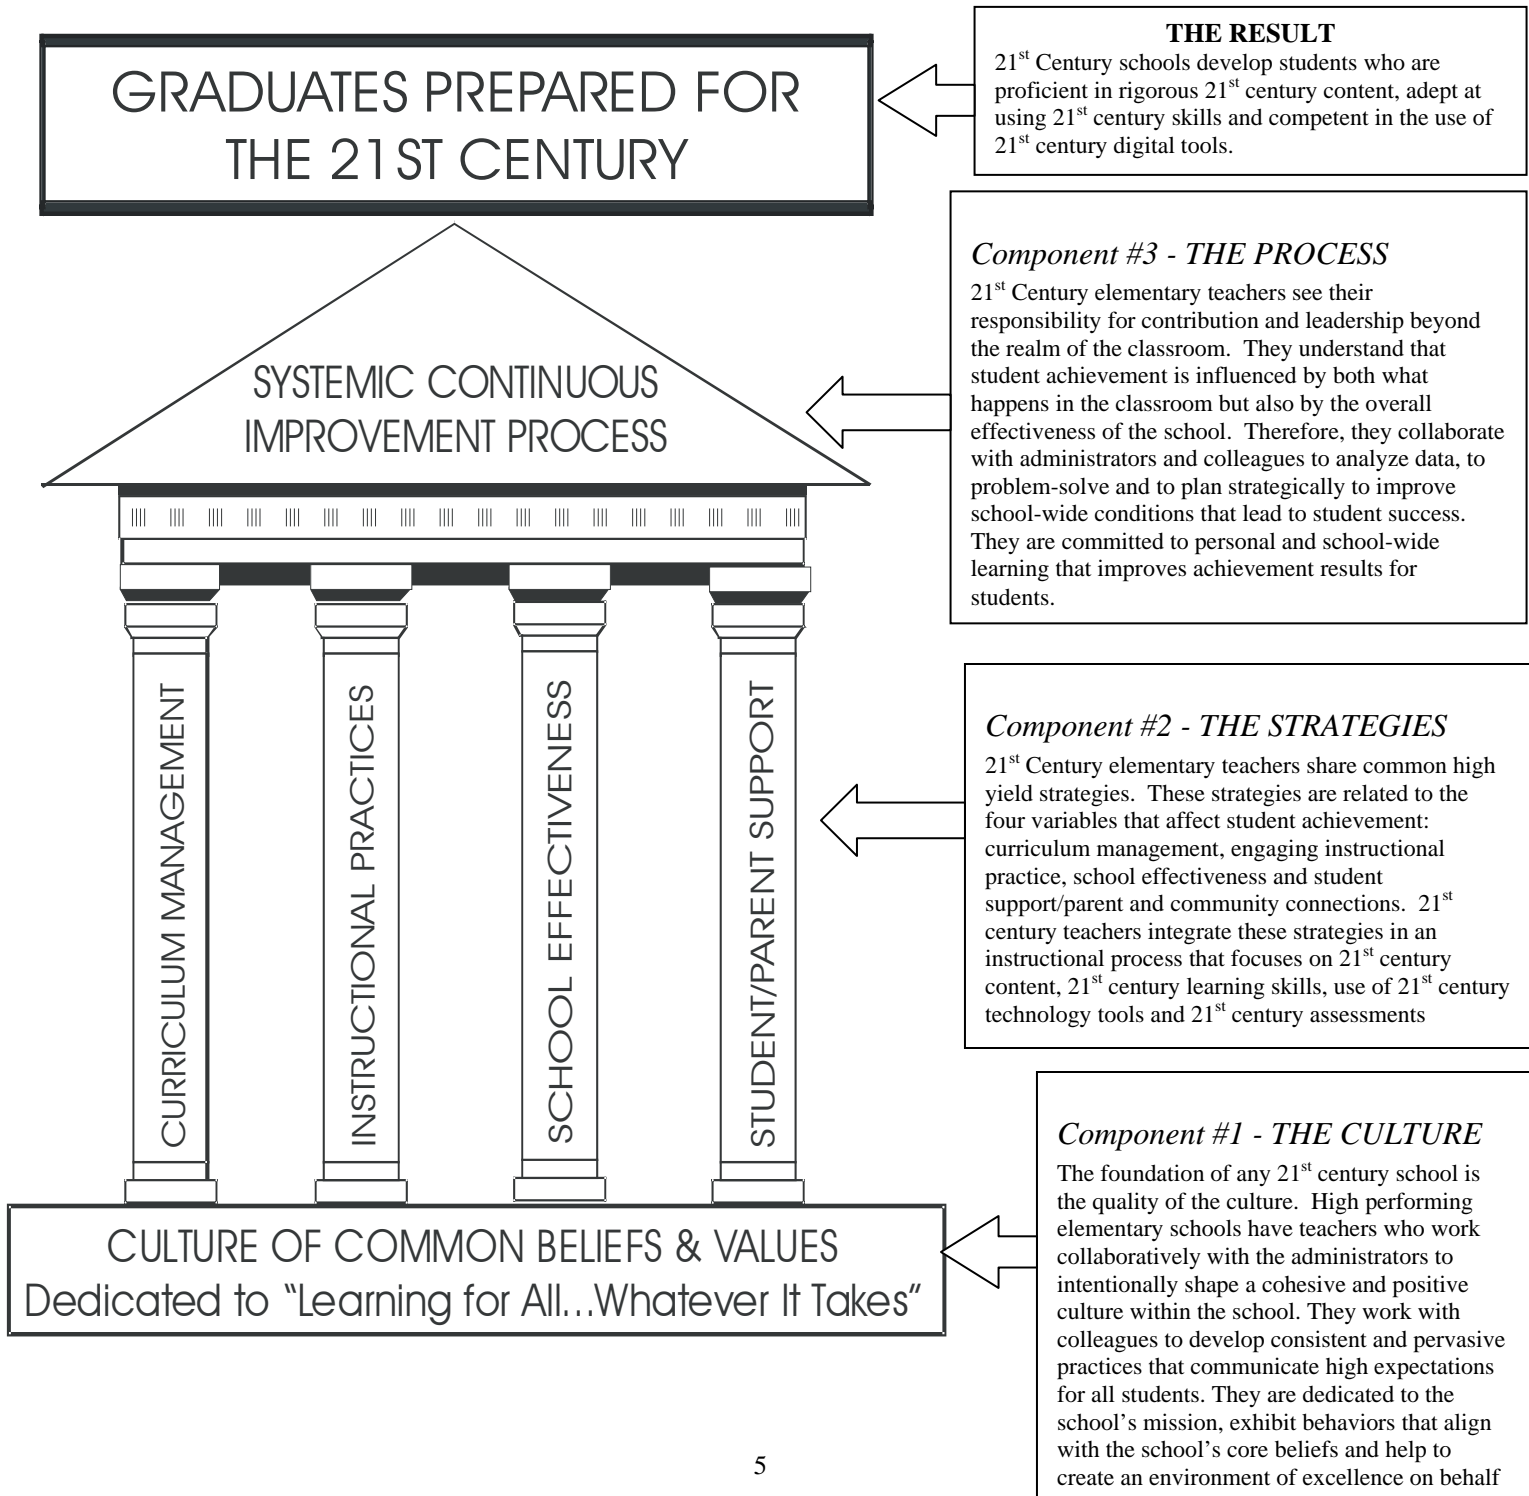 GRADUATES PREPARED FOR
THE 21ST CENTURY
THE RESULT
21st Century schools develop students who are
proficient in rigorous 21st century content, adept at
using 21st century skills and competent in the use of
21st century digital tools.
SYSTEMIC CONTINUOUS
IMPROVEMENT PROCESS
Component #3 - THE PROCESS
21st Century elementary teachers see their
responsibility for contribution and leadership beyond
the realm of the classroom.  They understand that
student achievement is influenced by both what
happens in the classroom but also by the overall
effectiveness of the school.  Therefore, they collaborate
with administrators and colleagues to analyze data, to
problem-solve and to plan strategically to improve
school-wide conditions that lead to student success.
They are committed to personal and school-wide
learning that improves achievement results for
students.
CURRICULUM MANAGEMENT
INSTRUCTIONAL PRACTICES
SCHOOL EFFECTIVENESS
STUDENT/PARENT SUPPORT
Component #2 - THE STRATEGIES
21st Century elementary teachers share common high
yield strategies.  These strategies are related to the
four variables that affect student achievement:
curriculum management, engaging instructional
practice, school effectiveness and student
support/parent and community connections.  21st
century teachers integrate these strategies in an
instructional process that focuses on 21st century
content, 21st century learning skills, use of 21st century
technology tools and 21st century assessments
CULTURE OF COMMON BELIEFS & VALUES
Dedicated to "Learning for All...Whatever It Takes"
Component #1 - THE CULTURE
The foundation of any 21st century school is
the quality of the culture.  High performing
elementary schools have teachers who work
collaboratively with the administrators to
intentionally shape a cohesive and positive
culture within the school. They work with
colleagues to develop consistent and pervasive
practices that communicate high expectations
for all students. They are dedicated to the
school's mission, exhibit behaviors that align
with the school's core beliefs and help to
create an environment of excellence on behalf
5